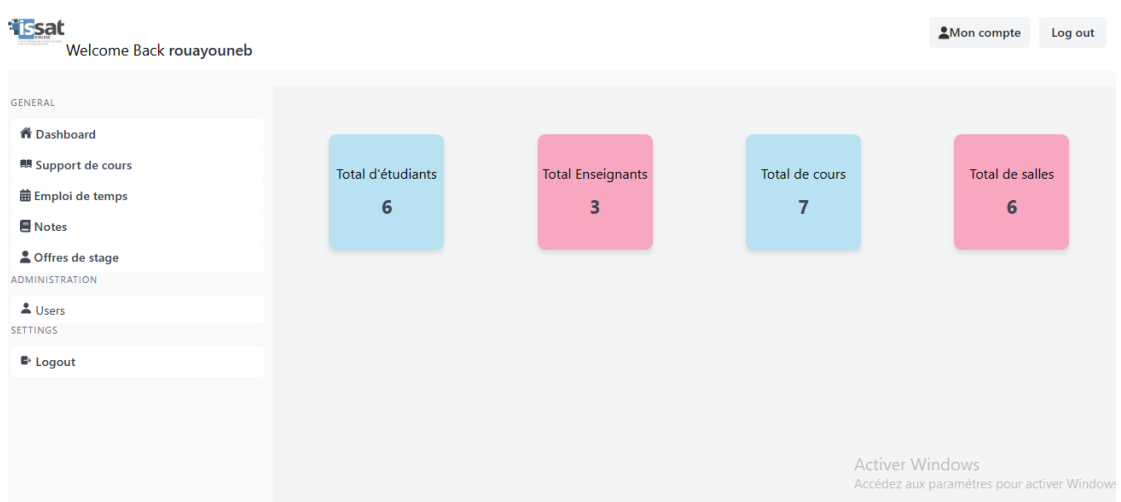 issat
Welcome Back rouayouneb
Mon compte
Log out
GENERAL
Dashboard
Support de cours
Emploi de temps
Notes
Offres de stage
ADMINISTRATION
Users
SETTINGS
Logout
Total d'étudiants
6
Total Enseignants
3
Total de cours
7
Total de salles
6
Activer Windows
Accédez aux paramètres pour activer Windows